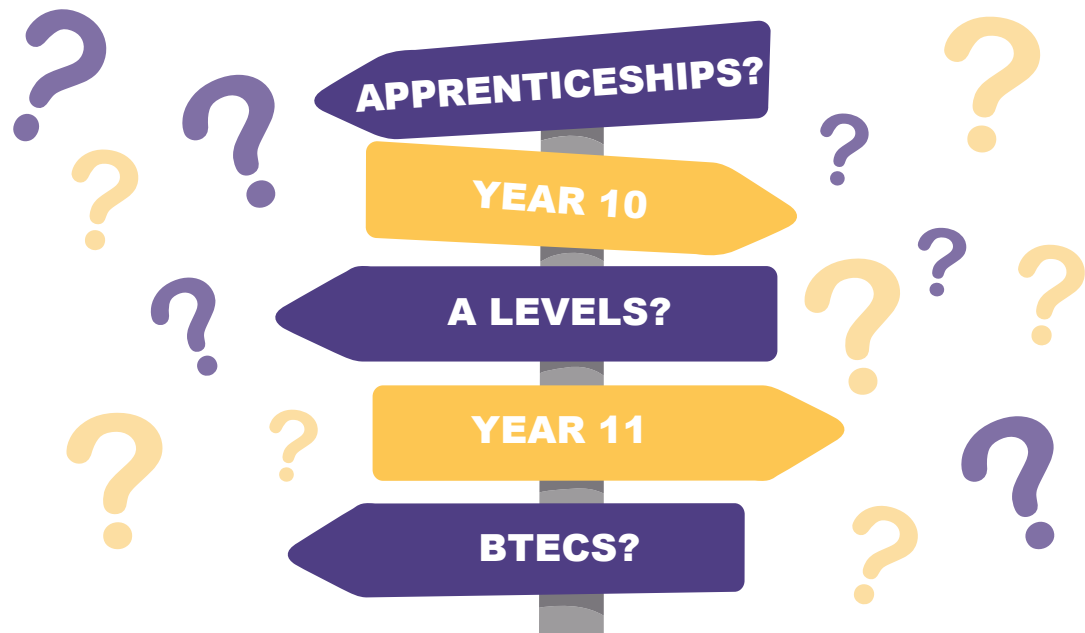 APPRENTICESHIPS?
YEAR 10
A LEVELS?
YEAR 11
BTECS?